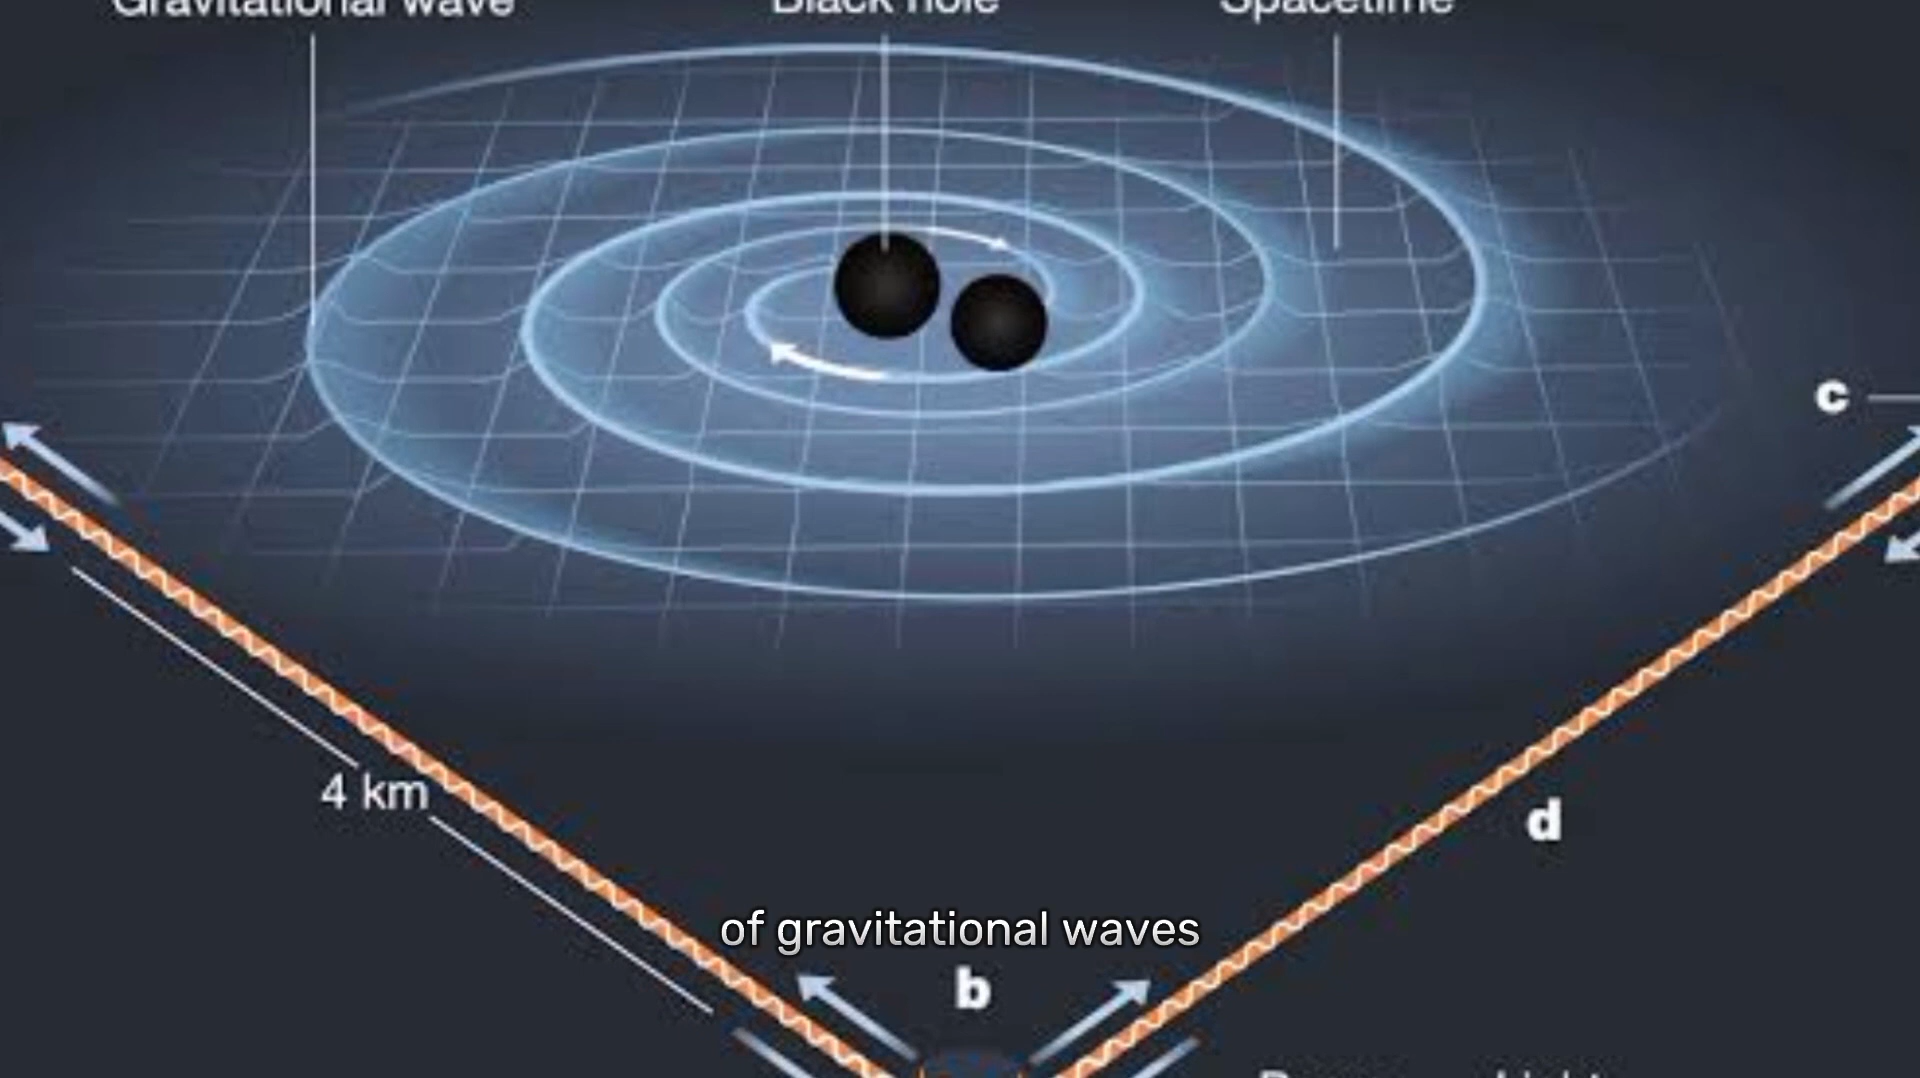 Gravitational wave
Black hole
Spacetime
c
4 km
d
of gravitational waves
b